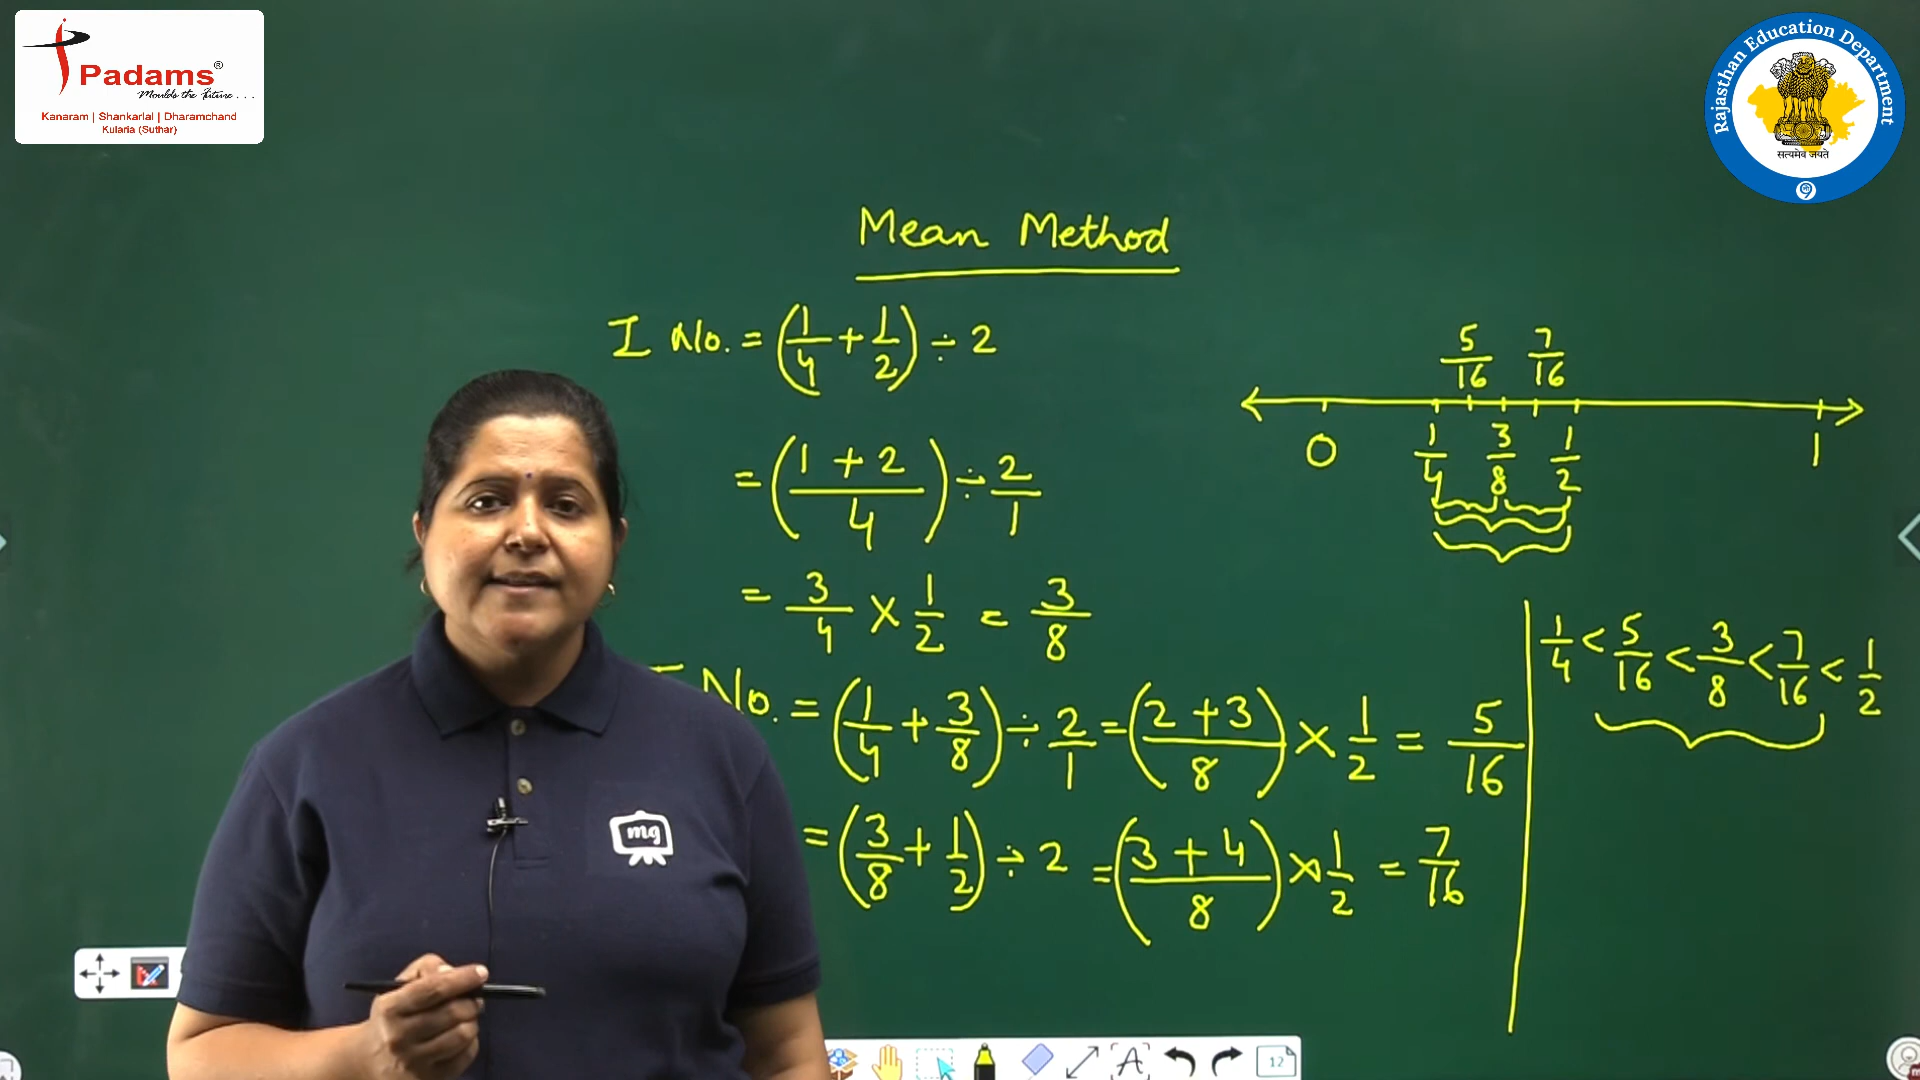 Padams®
Moulds the Future . . .
Kanaram | Shankarlal | Dharamchand
Kularia (Suthar)
Rajasthan Education Department
सत्यमेव जयते
Mean Method
I No. = (1/4 + 1/2) ÷ 2
= (1 + 2 / 4) ÷ 2/1
= 3/4 × 1/2 = 3/8
No. = (1/4 + 3/8) ÷ 2/1 = (2 + 3 / 8) × 1/2 = 5/16
= (3/8 + 1/2) ÷ 2 = (3 + 4 / 8) × 1/2 = 7/16
5/16 7/16
0 1/4 3/8 1/2 1
1/4 < 5/16 < 3/8 < 7/16 < 1/2
mg
A
12